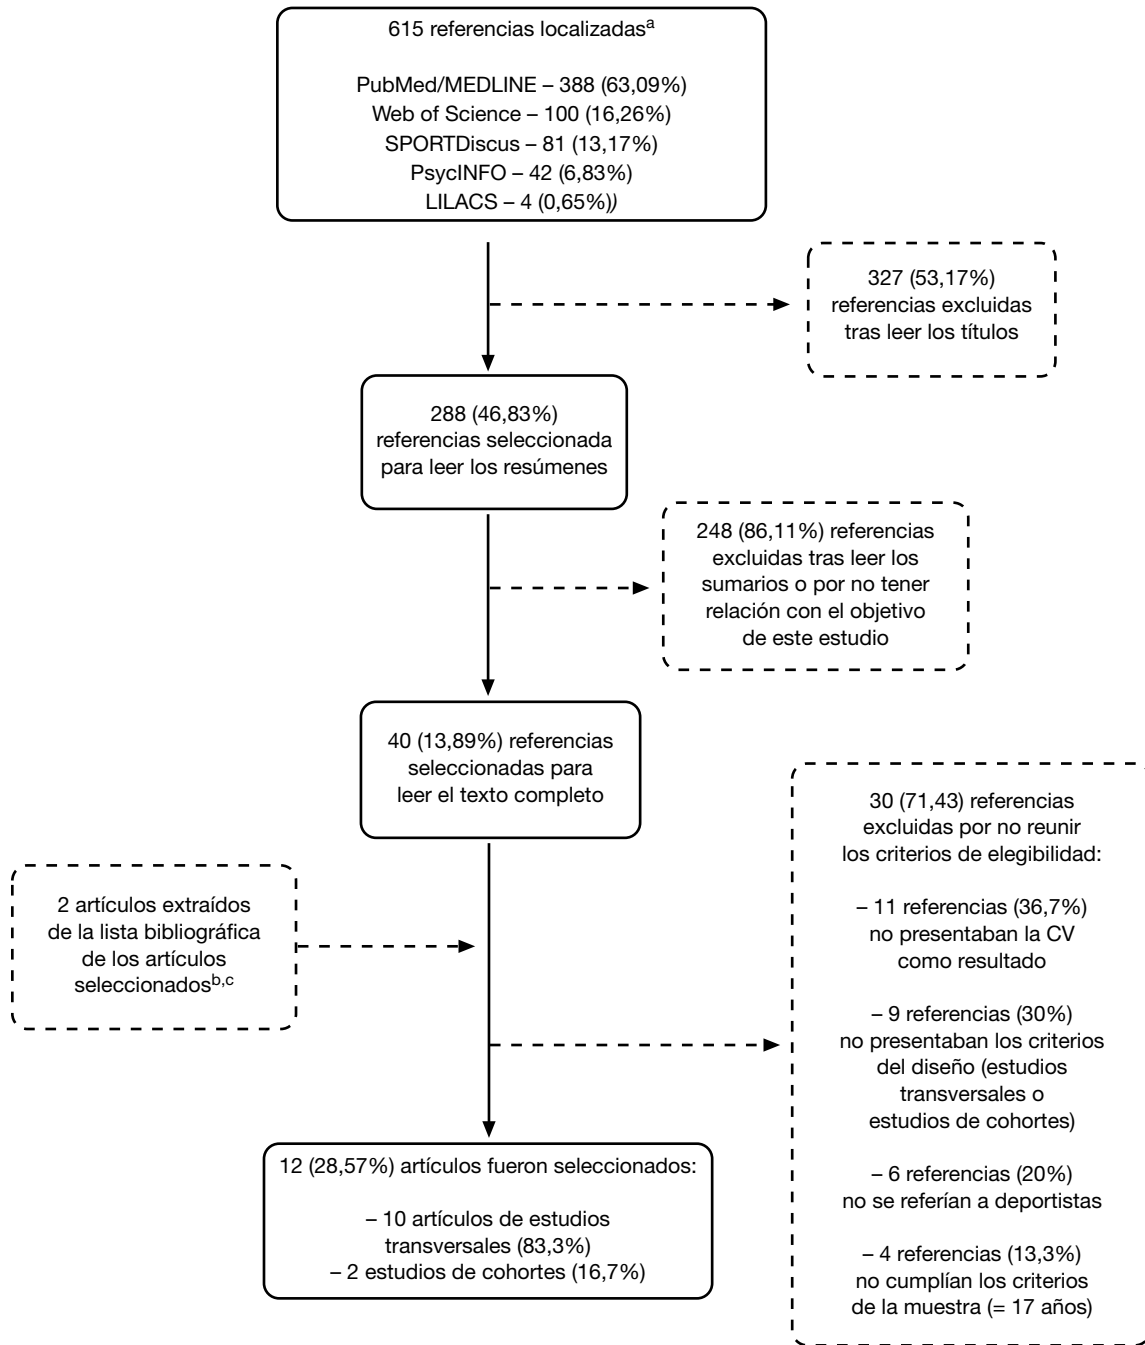 615 referencias localizadasa
PubMed/MEDLINE – 388 (63,09%)
Web of Science – 100 (16,26%)
SPORTDiscus – 81 (13,17%)
PsycINFO – 42 (6,83%)
LILACS – 4 (0,65%))
327 (53,17%)
referencias excluidas
tras leer los títulos
288 (46,83%)
referencias seleccionada
para leer los resúmenes
248 (86,11%) referencias
excluidas tras leer los
sumarios o por no tener
relación con el objetivo
de este estudio
40 (13,89%) referencias
seleccionadas para
leer el texto completo
2 artículos extraídos
de la lista bibliográfica
de los artículos
seleccionadosb,c
30 (71,43) referencias
excluidas por no reunir
los criterios de elegibilidad:
– 11 referencias (36,7%)
no presentaban la CV
como resultado
– 9 referencias (30%)
no presentaban los criterios
del diseño (estudios
transversales o
estudios de cohortes)
– 6 referencias (20%)
no se referían a deportistas
– 4 referencias (13,3%)
no cumplían los criterios
de la muestra (= 17 años)
12 (28,57%) artículos fueron seleccionados:
– 10 artículos de estudios
transversales (83,3%)
– 2 estudios de cohortes (16,7%)